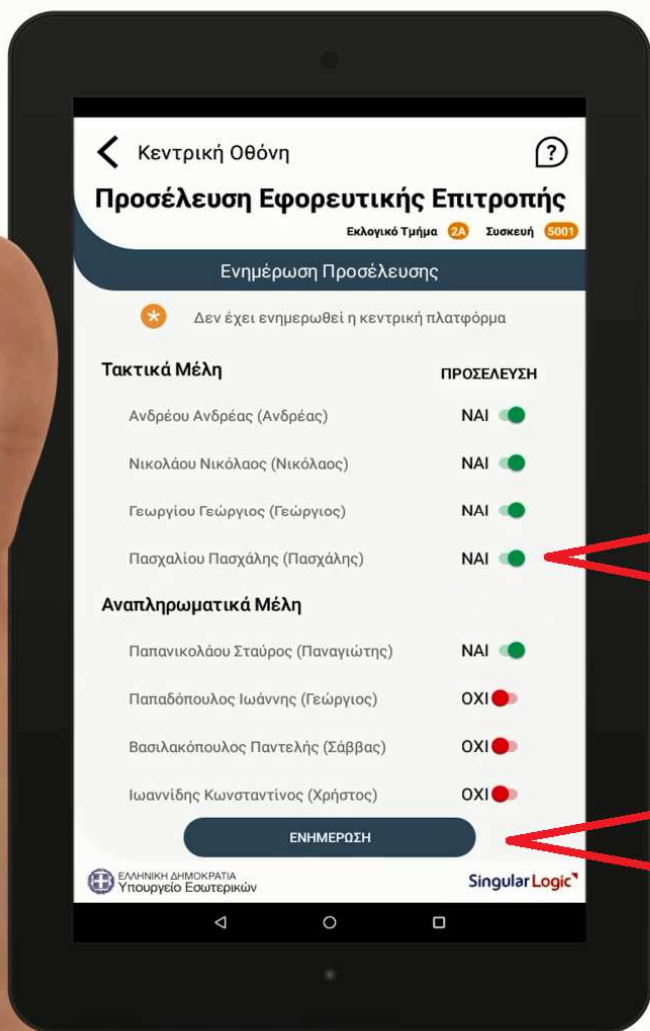 Κεντρική Οθόνη
?
Προσέλευση Εφορευτικής Επιτροπής
Εκλογικό Τμήμα 2Α Συσκευή 5001
Ενημέρωση Προσέλευσης
* Δεν έχει ενημερωθεί η κεντρική πλατφόρμα
Τακτικά Μέλη ΠΡΟΣΕΛΕΥΣΗ
Ανδρέου Ανδρέας (Ανδρέας) ΝΑΙ
Νικολάου Νικόλαος (Νικόλαος) ΝΑΙ
Γεωργίου Γεώργιος (Γεώργιος) ΝΑΙ
Πασχαλίου Πασχάλης (Πασχάλης) ΝΑΙ
Αναπληρωματικά Μέλη
Παπανικολάου Σταύρος (Παναγιώτης) ΝΑΙ
Παπαδόπουλος Ιωάννης (Γεώργιος) ΟΧΙ
Βασιλακόπουλος Παντελής (Σάββας) ΟΧΙ
Ιωαννίδης Κωνσταντίνος (Χρήστος) ΟΧΙ
ΕΝΗΜΕΡΩΣΗ
ΕΛΛΗΝΙΚΗ ΔΗΜΟΚΡΑΤΙΑ
Υπουργείο Εσωτερικών
SingularLogic